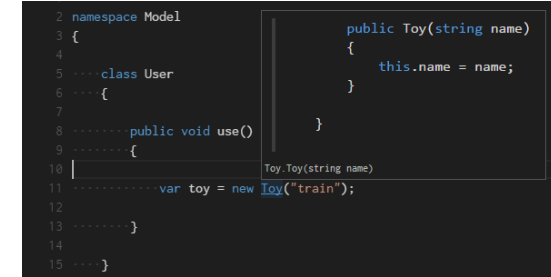 2 namespace Model
3 {
4
5 class User
6 {
7
8 public void use()
9 {
10
11 var toy = new Toy("train");
12
13 }
14
15 }
public Toy(string name)
{
this.name = name;
}
}
Toy.Toy(string name)